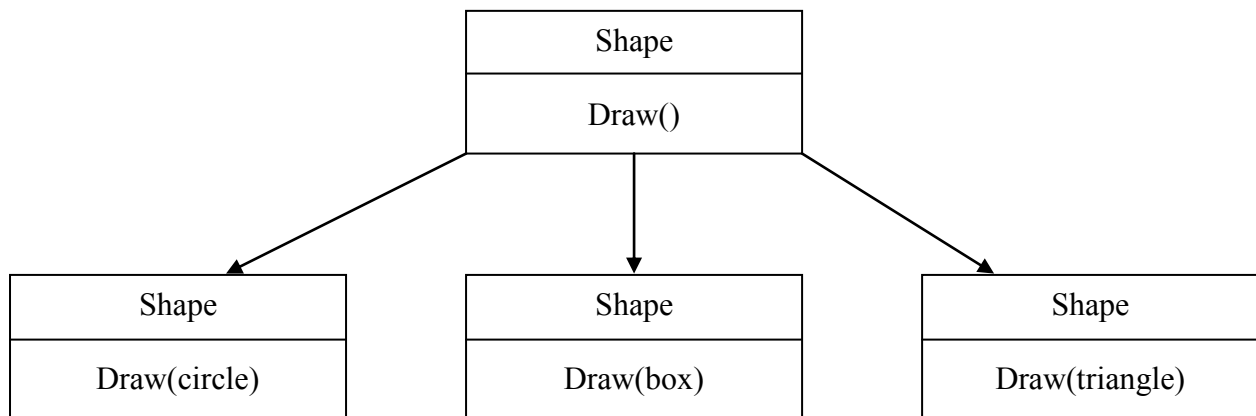 Shape
Draw()
Shape
Draw(circle)
Shape
Draw(box)
Shape
Draw(triangle)